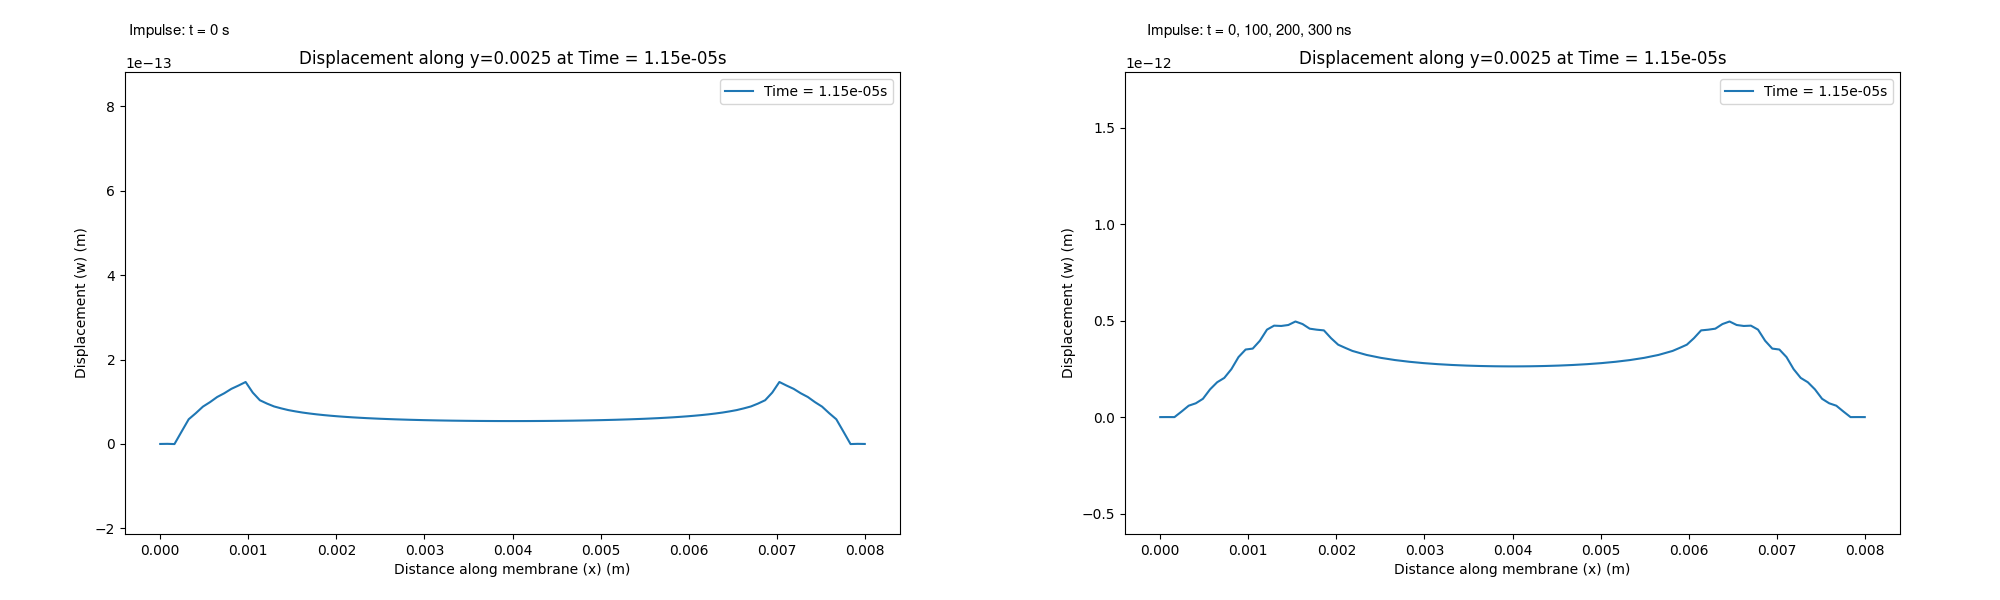 Impulse: t = 0 s
Displacement along y=0.0025 at Time = 1.15e-05s
1e−13
Time = 1.15e-05s
8
6
4
2
0
−2
Displacement (w) (m)
0.000 0.001 0.002 0.003 0.004 0.005 0.006 0.007 0.008
Distance along membrane (x) (m)
Impulse: t = 0, 100, 200, 300 ns
Displacement along y=0.0025 at Time = 1.15e-05s
1e−12
Time = 1.15e-05s
1.5
1.0
0.5
0.0
−0.5
Displacement (w) (m)
0.000 0.001 0.002 0.003 0.004 0.005 0.006 0.007 0.008
Distance along membrane (x) (m)